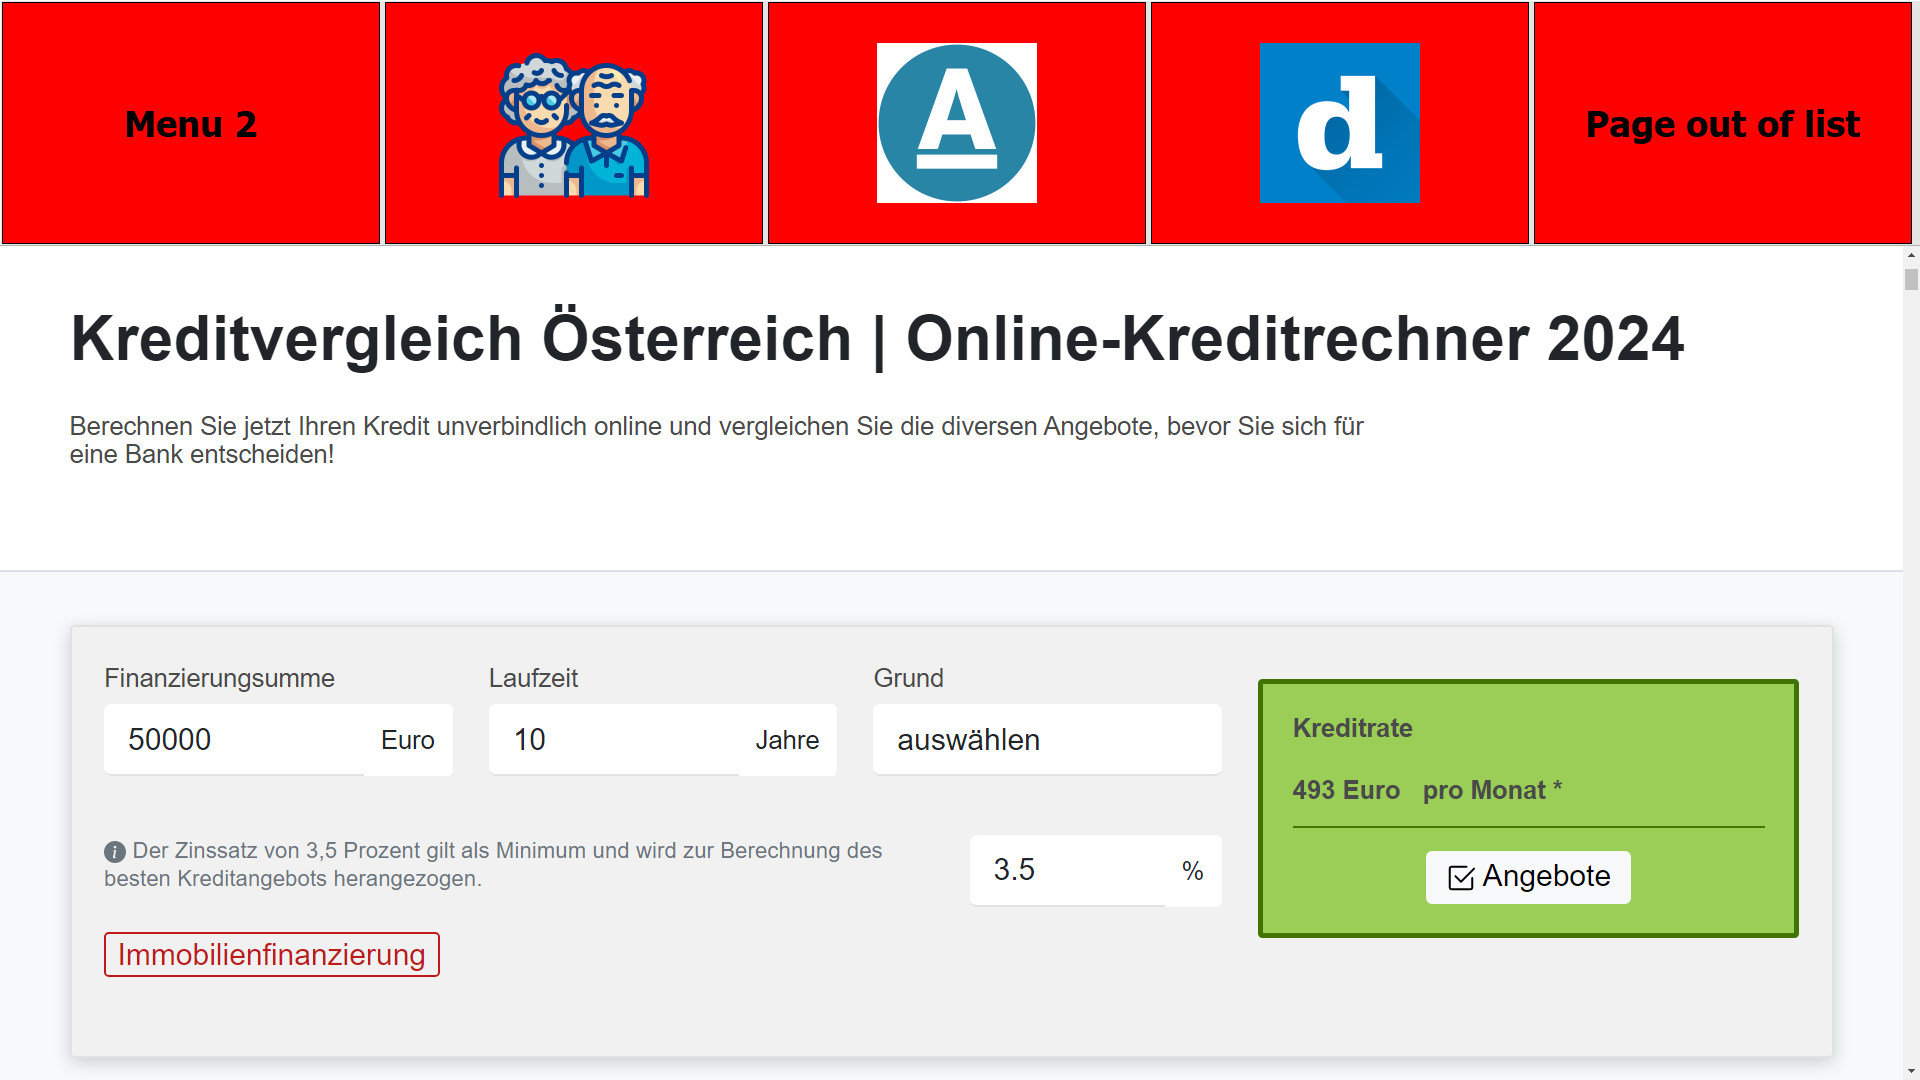 Menu 2
A
d
Page out of list
Kreditvergleich Österreich | Online-Kreditrechner 2024
Berechnen Sie jetzt Ihren Kredit unverbindlich online und vergleichen Sie die diversen Angebote, bevor Sie sich für
eine Bank entscheiden!
Finanzierungsumme
Laufzeit
Grund
50000 Euro
10 Jahre
auswählen
Kreditrate
493 Euro pro Monat *
Der Zinssatz von 3,5 Prozent gilt als Minimum und wird zur Berechnung des
besten Kreditangebots herangezogen.
3.5 %
Angebote
Immobilienfinanzierung